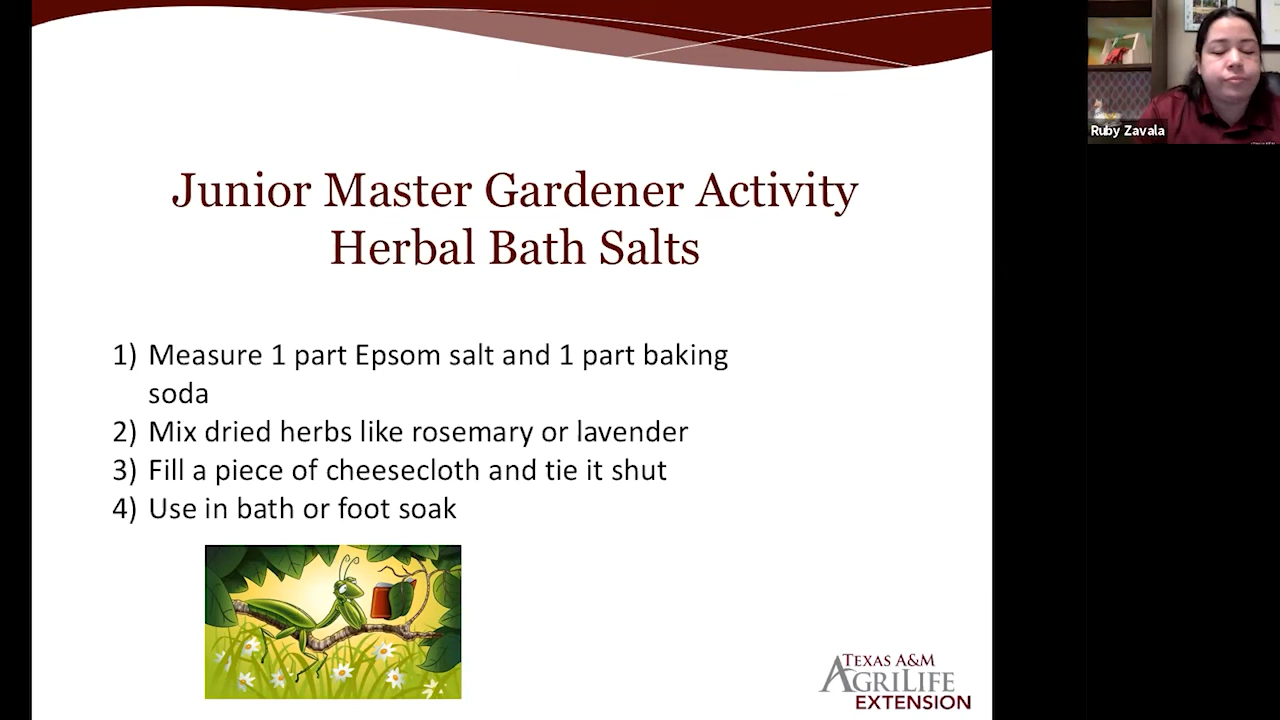 Junior Master Gardener Activity
Herbal Bath Salts
1) Measure 1 part Epsom salt and 1 part baking
soda
2) Mix dried herbs like rosemary or lavender
3) Fill a piece of cheesecloth and tie it shut
4) Use in bath or foot soak
TEXAS A&M
AGRILIFE
EXTENSION
Ruby Zavala